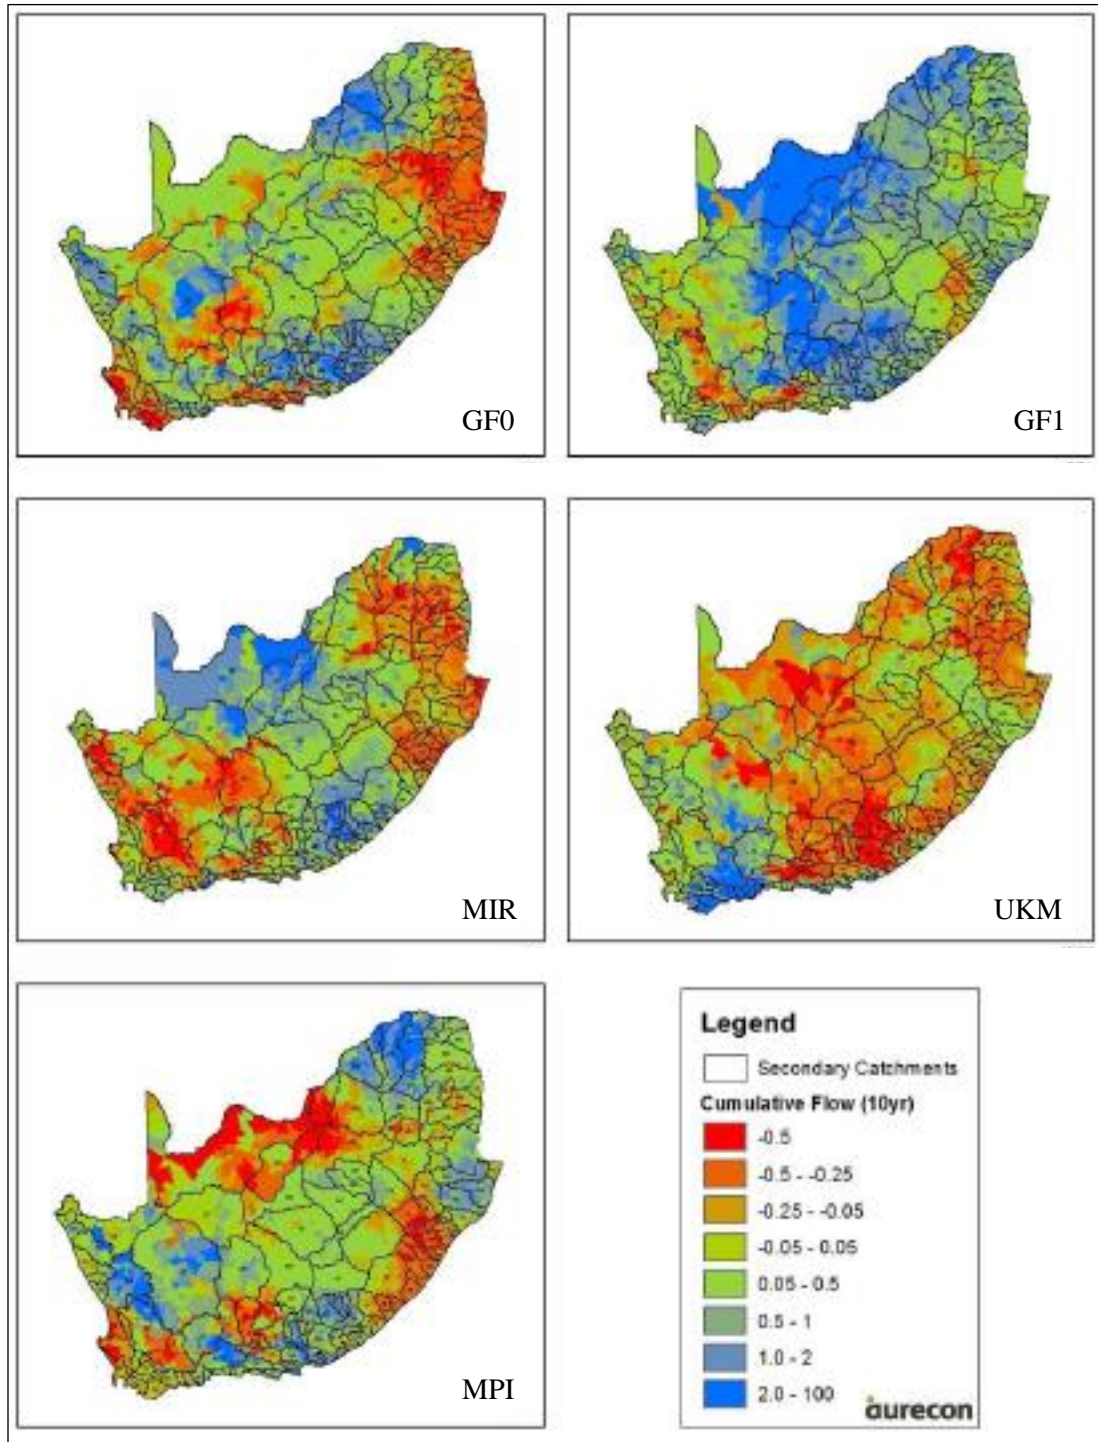 GF0
GF1
MIR
UKM
MPI
Legend
Secondary Catchments
Cumulative Flow (10yr)
-0.5
-0.5 - -0.25
-0.25 - -0.05
-0.05 - 0.05
0.05 - 0.5
0.5 - 1
1.0 - 2
2.0 - 100
aurecon